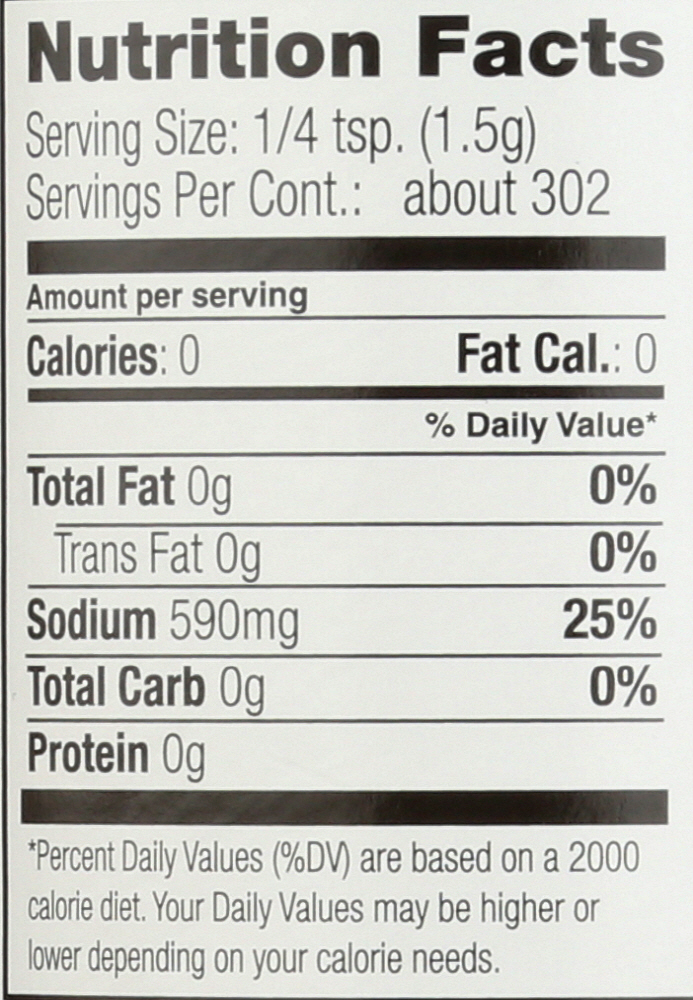 Nutrition Facts
Serving Size: 1/4 tsp. (1.5g)
Servings Per Cont.: about 302
Amount per serving
Calories: 0 Fat Cal.: 0
% Daily Value*
Total Fat 0g 0%
Trans Fat 0g 0%
Sodium 590mg 25%
Total Carb 0g 0%
Protein 0g
*Percent Daily Values (%DV) are based on a 2000
calorie diet. Your Daily Values may be higher or
lower depending on your calorie needs.